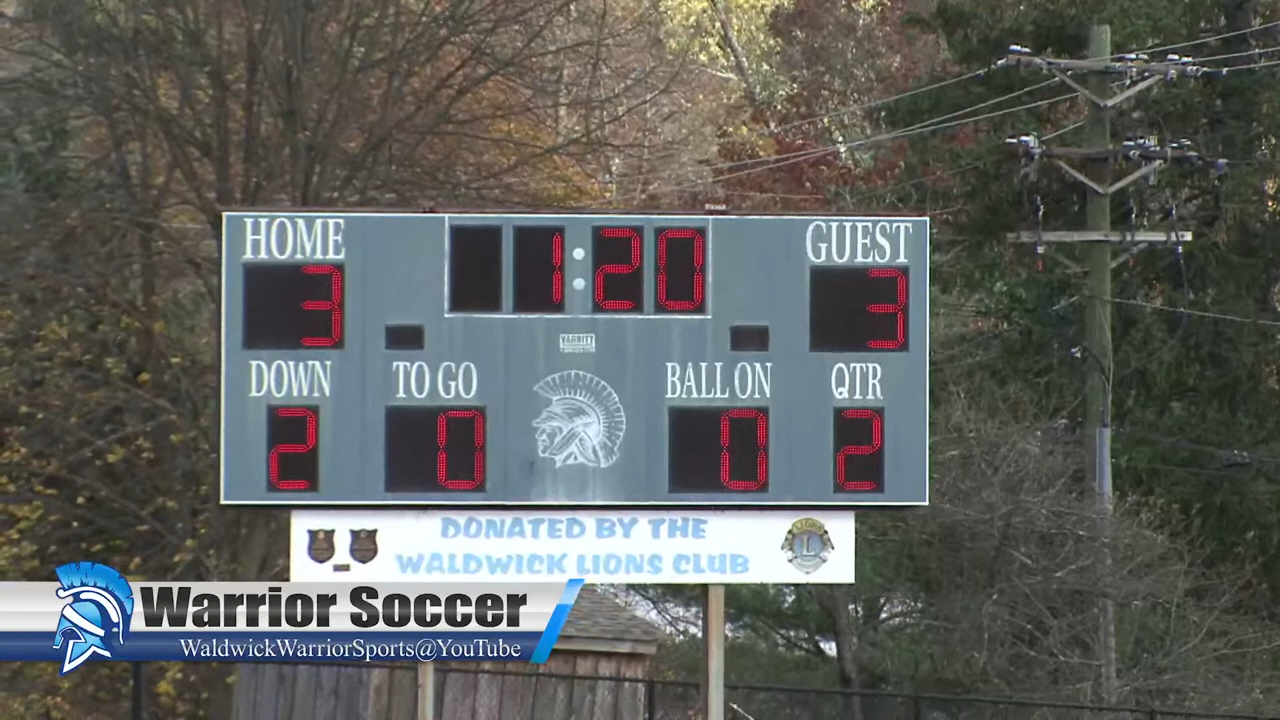 HOME 1:20 GUEST
3 3
VARSITY
DOWN TO GO BALL ON QTR
2 0 0 2
DONATED BY THE
WALDWICK LIONS CLUB
LIONS
L
Warrior Soccer
WaldwickWarriorSports@YouTube